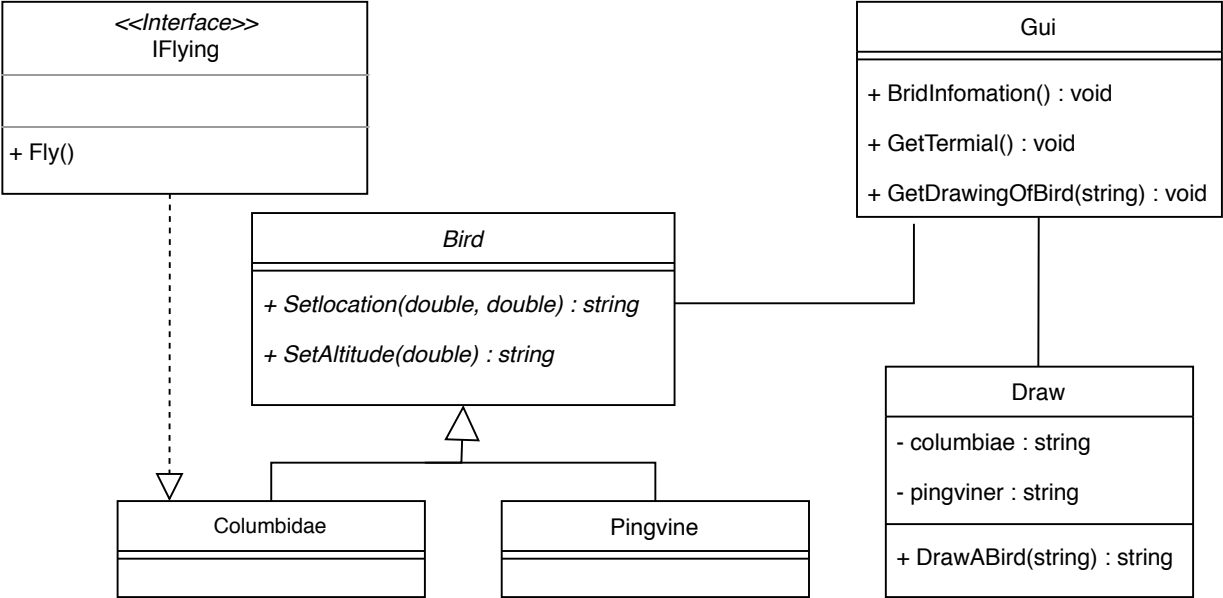 <<Interface>>
IFlying
+ Fly()
Gui
+ BridInfomation() : void
+ GetTermial() : void
+ GetDrawingOfBird(string) : void
Bird
+ Setlocation(double, double) : string
+ SetAltitude(double) : string
Draw
- columbiae : string
- pingviner : string
+ DrawABird(string) : string
Columbidae
Pingvine